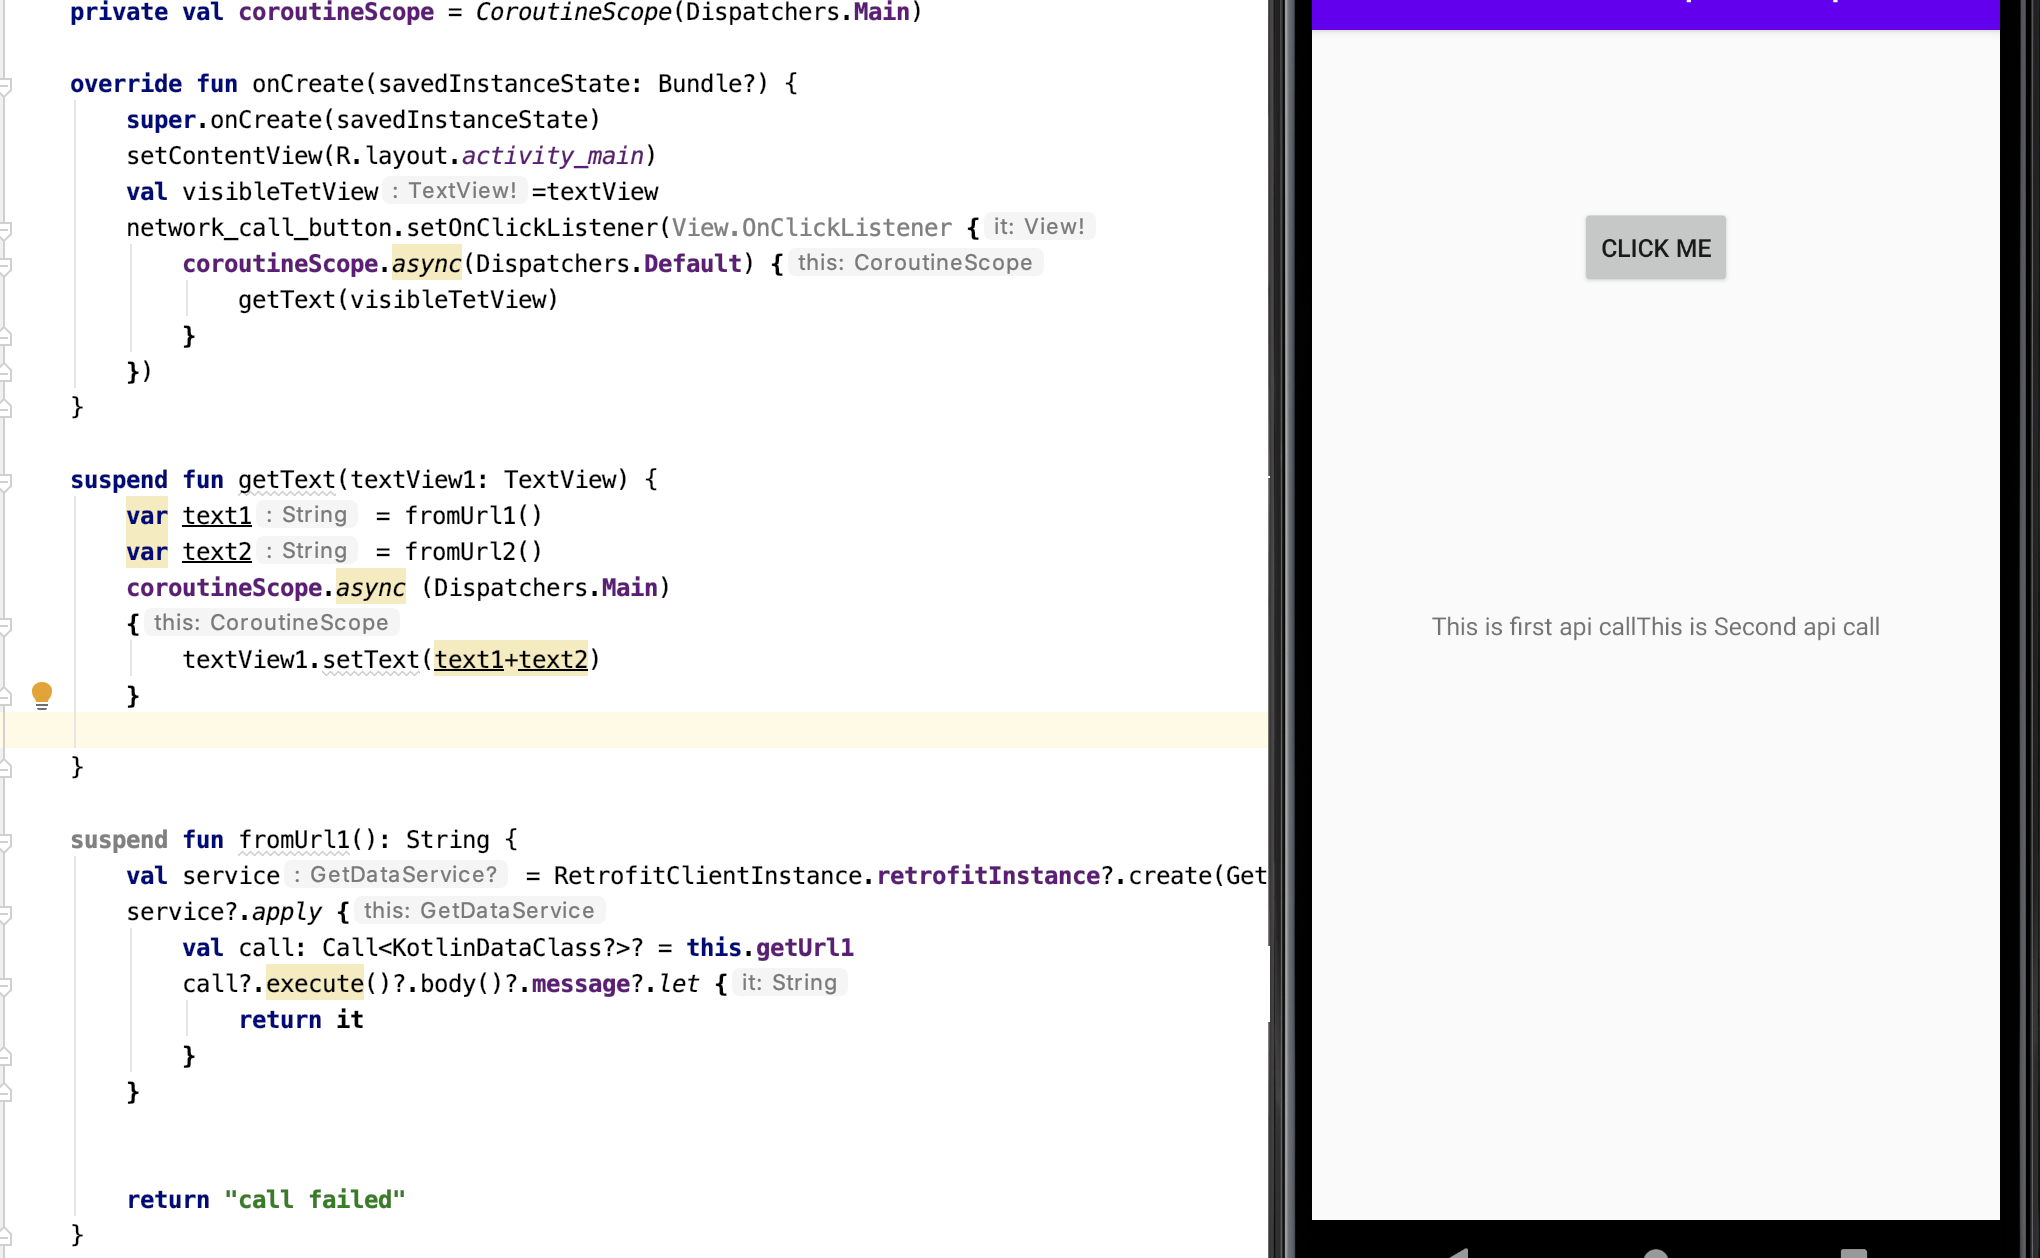 private val coroutineScope = CoroutineScope(Dispatchers.Main)
override fun onCreate(savedInstanceState: Bundle?) {
super.onCreate(savedInstanceState)
setContentView(R.layout.activity_main)
val visibleTetView : TextView! =textView
network_call_button.setOnClickListener(View.OnClickListener { it: View!
coroutineScope.async(Dispatchers.Default) { this: CoroutineScope
getText(visibleTetView)
}
})
}
suspend fun getText(textView1: TextView) {
var text1 : String = fromUrl1()
var text2 : String = fromUrl2()
coroutineScope.async (Dispatchers.Main)
{ this: CoroutineScope
textView1.setText(text1+text2)
}
}
suspend fun fromUrl1(): String {
val service : GetDataService? = RetrofitClientInstance.retrofitInstance?.create(Get
service?.apply { this: GetDataService
val call: Call<KotlinDataClass?>? = this.getUrl1
call?.execute()?.body()?.message?.let { it: String
return it
}
}
return "call failed"
}
CLICK ME
This is first api callThis is Second api call